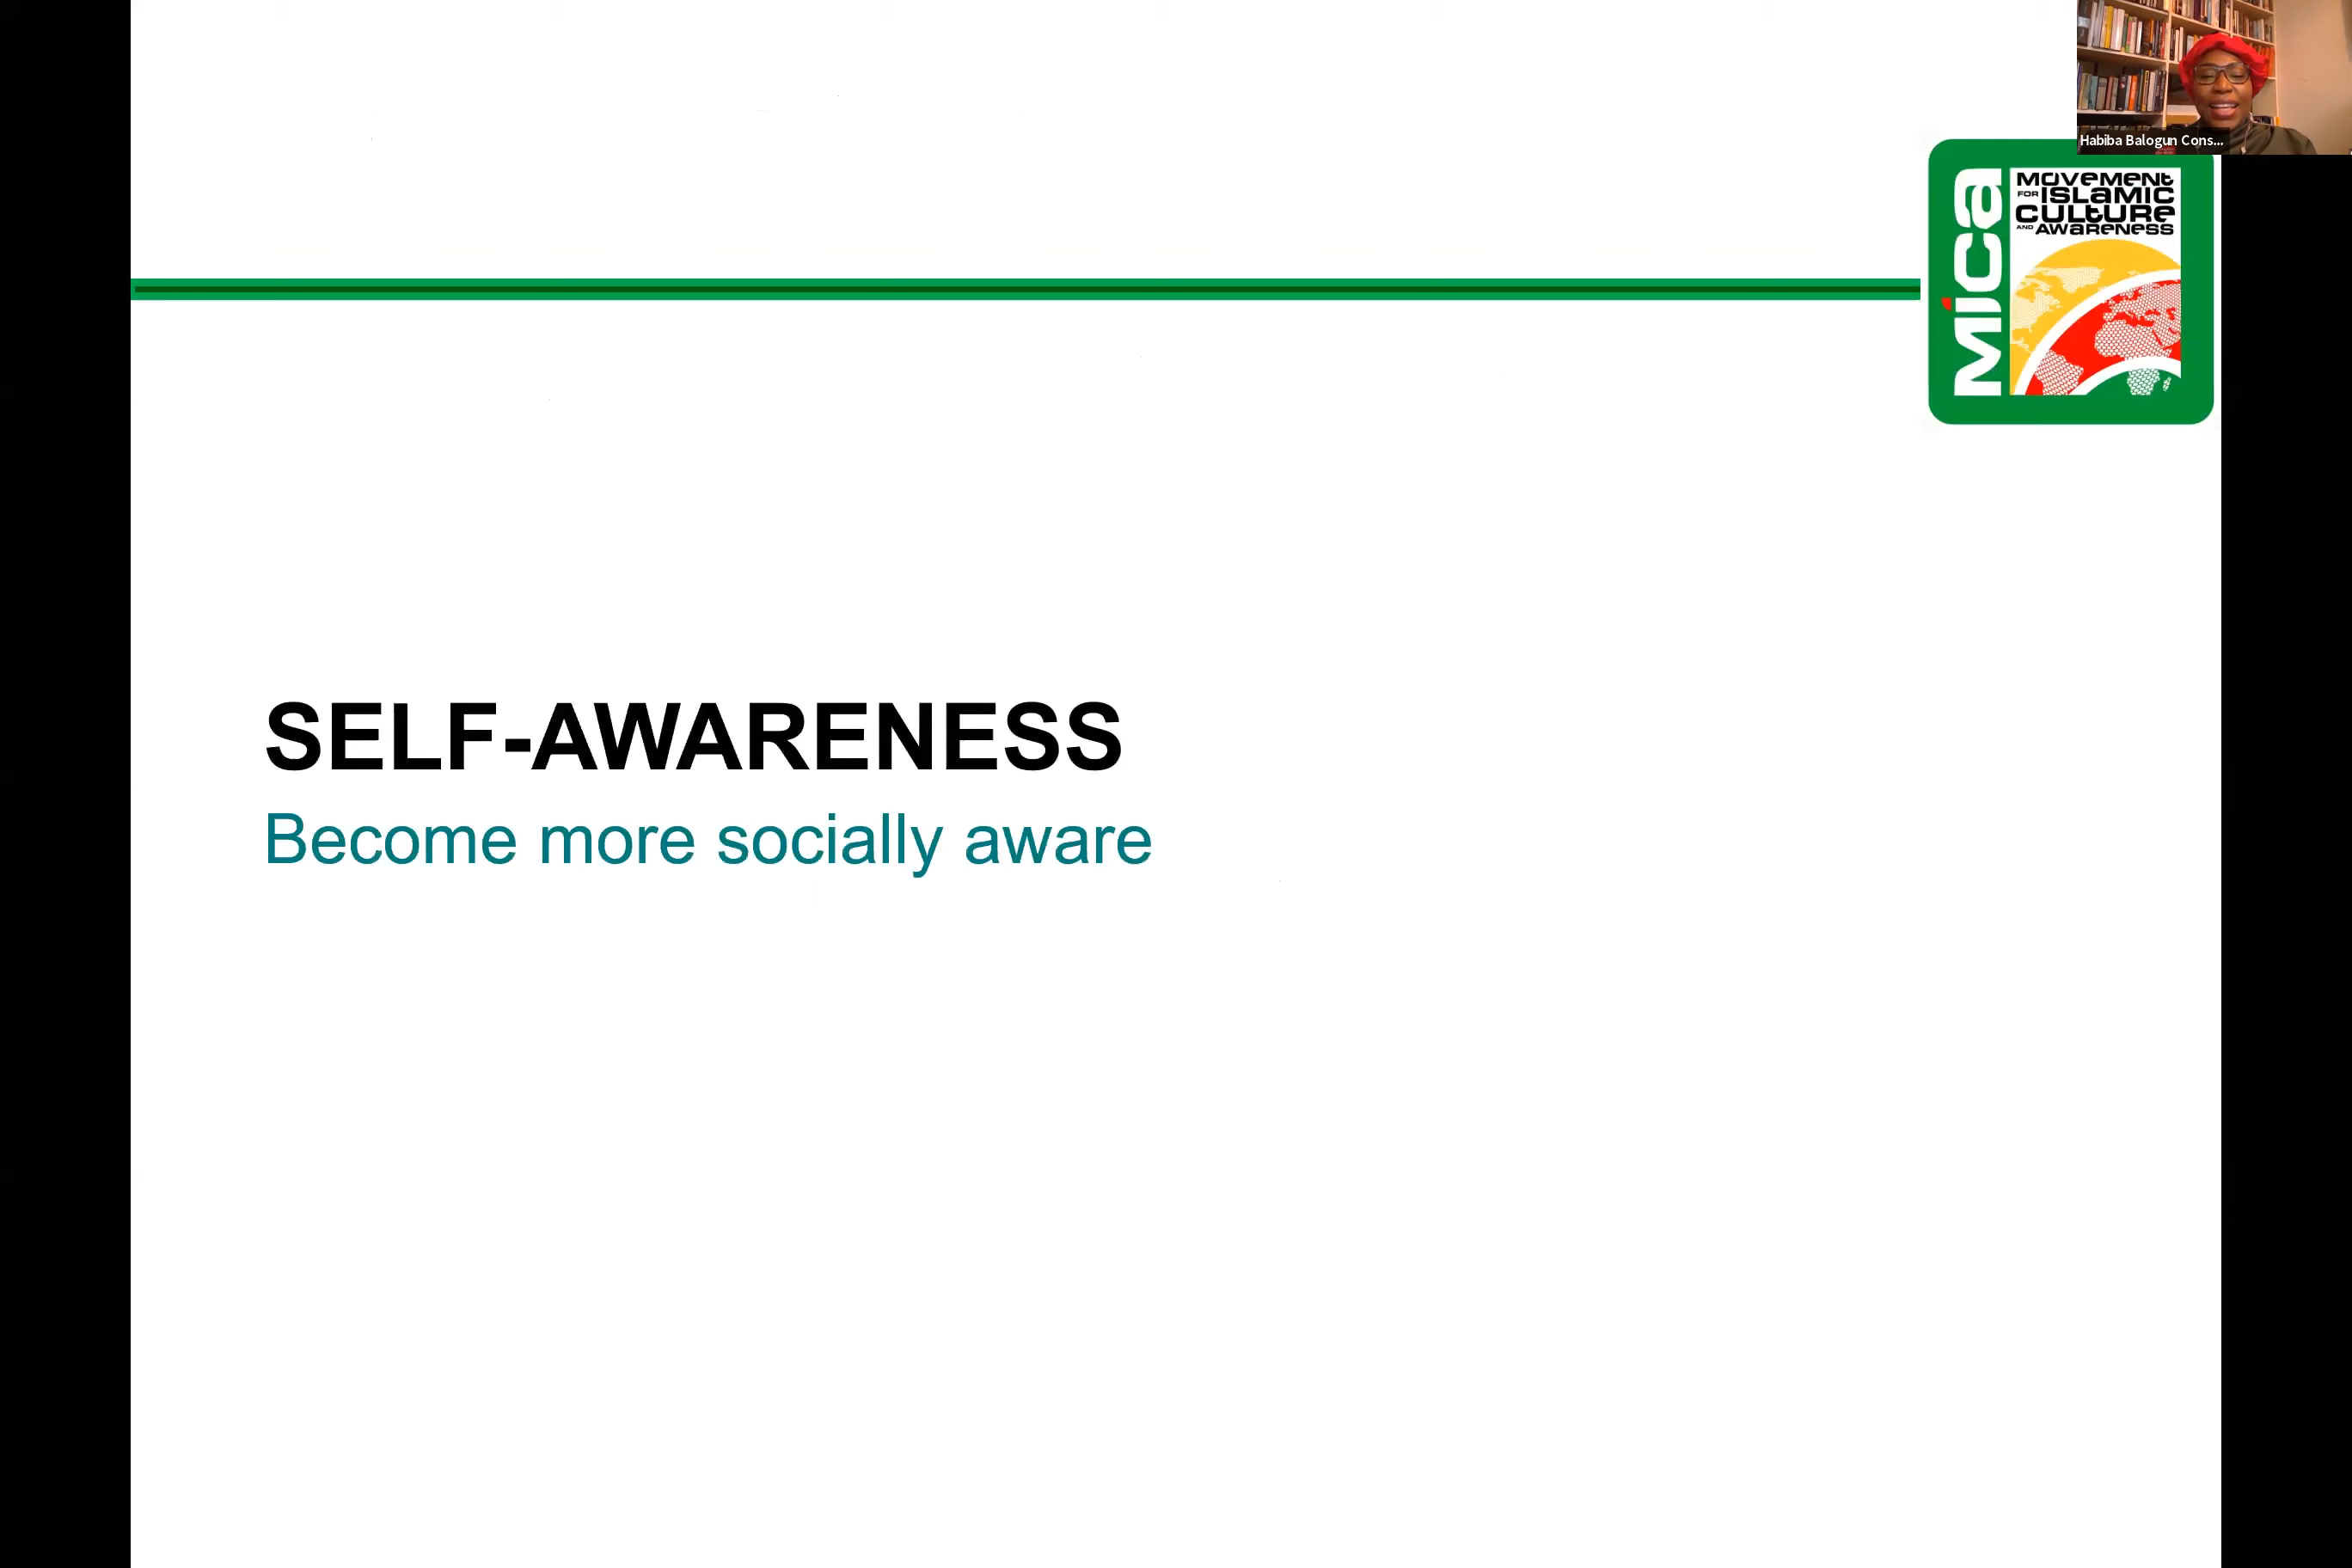 Habiba Balogun Cons...
mica
MOVEMENT
FOR ISLAMIC
CULTURE
AND AWARENESS
SELF-AWARENESS
Become more socially aware